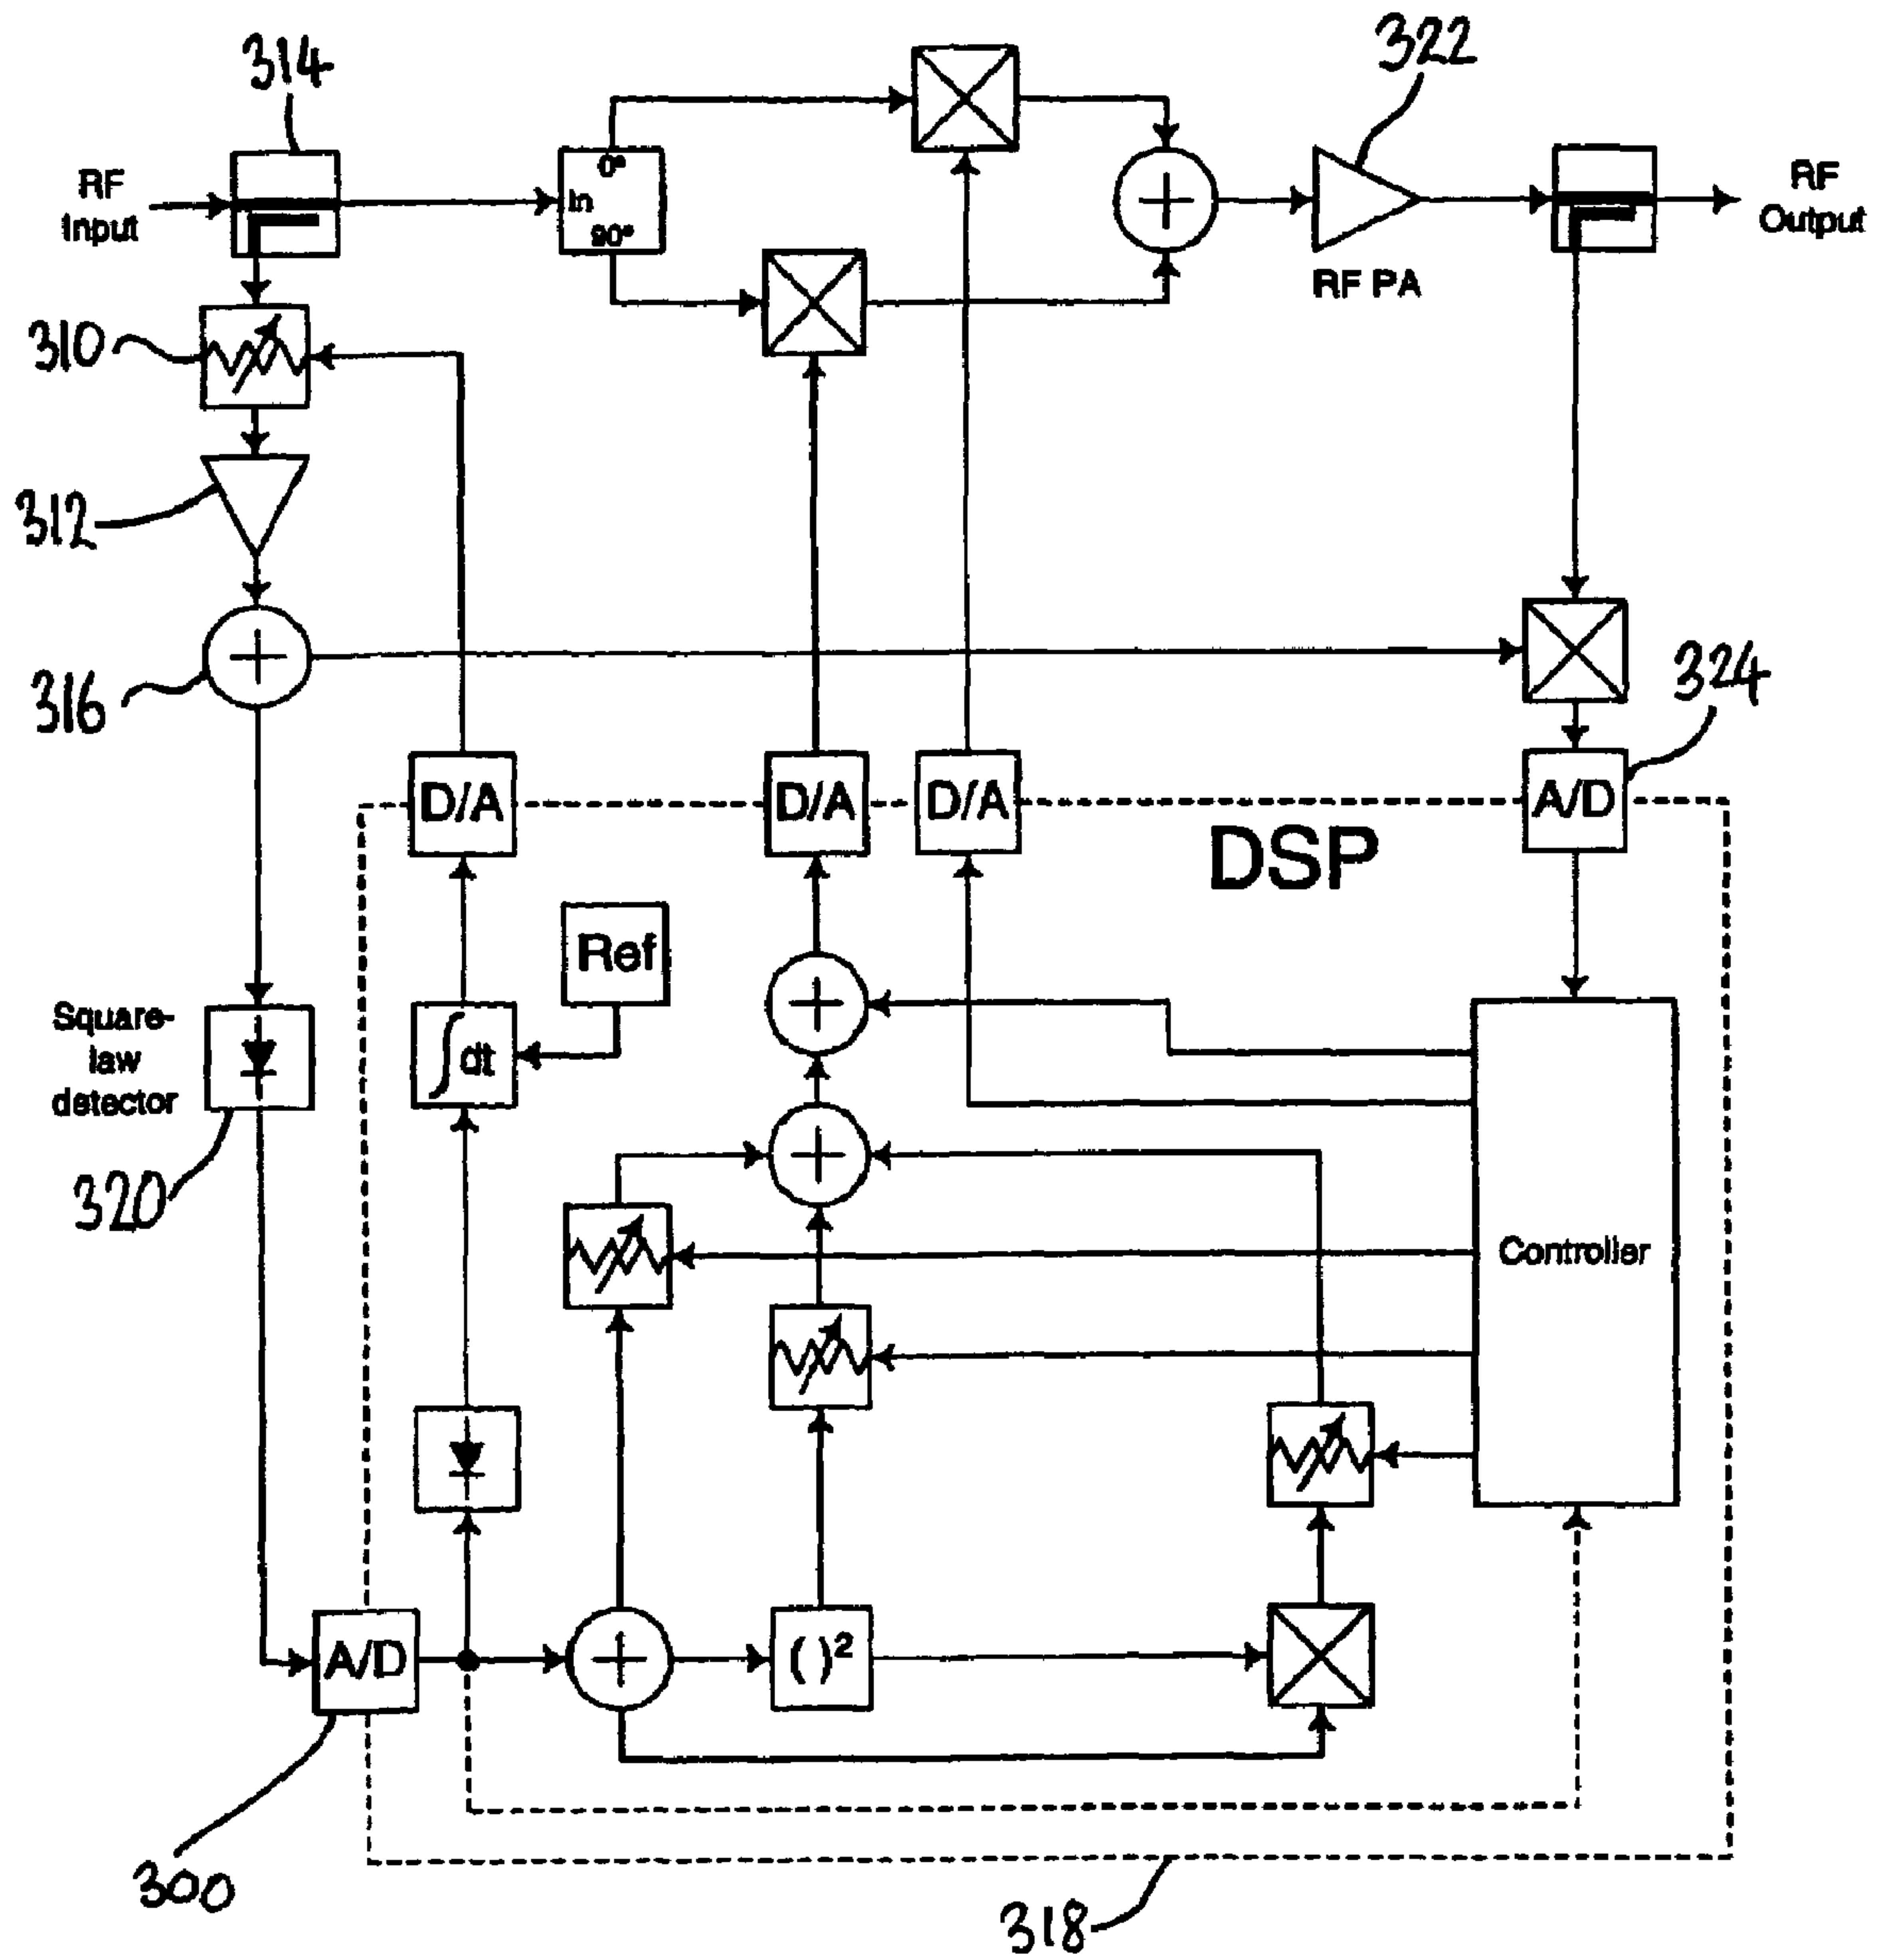 314
322
RF
Input
0°
In
90°
RF PA
RF
Output
310
312
316
324
D/A
D/A
D/A
A/D
DSP
Ref
∫dt
Square-
law
detector
320
Controller
A/D
( )²
300
318